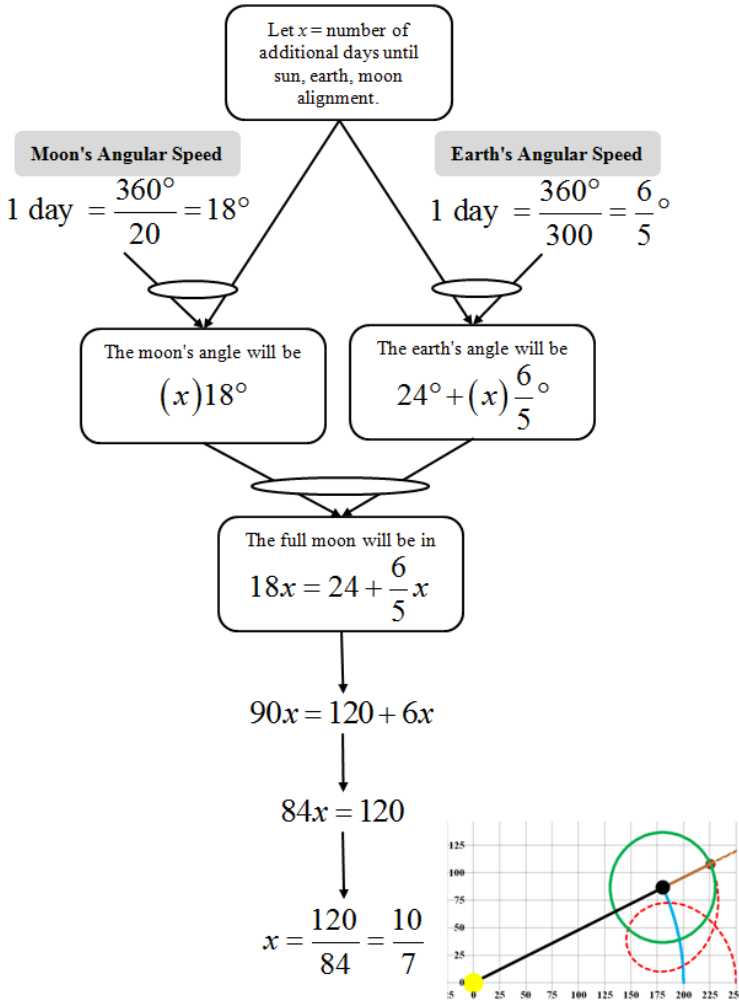 Let x = number of
additional days until
sun, earth, moon
alignment.
Moon's Angular Speed
1 day = 360°/20 = 18°
Earth's Angular Speed
1 day = 360°/300 = 6/5°
The moon's angle will be
(x)18°
The earth's angle will be
24° + (x) 6/5°
The full moon will be in
18x = 24 + 6/5 x
90x = 120 + 6x
84x = 120
x = 120/84 = 10/7
125
100
75
50
25
0
0 25 50 75 100 125 150 175 200 225